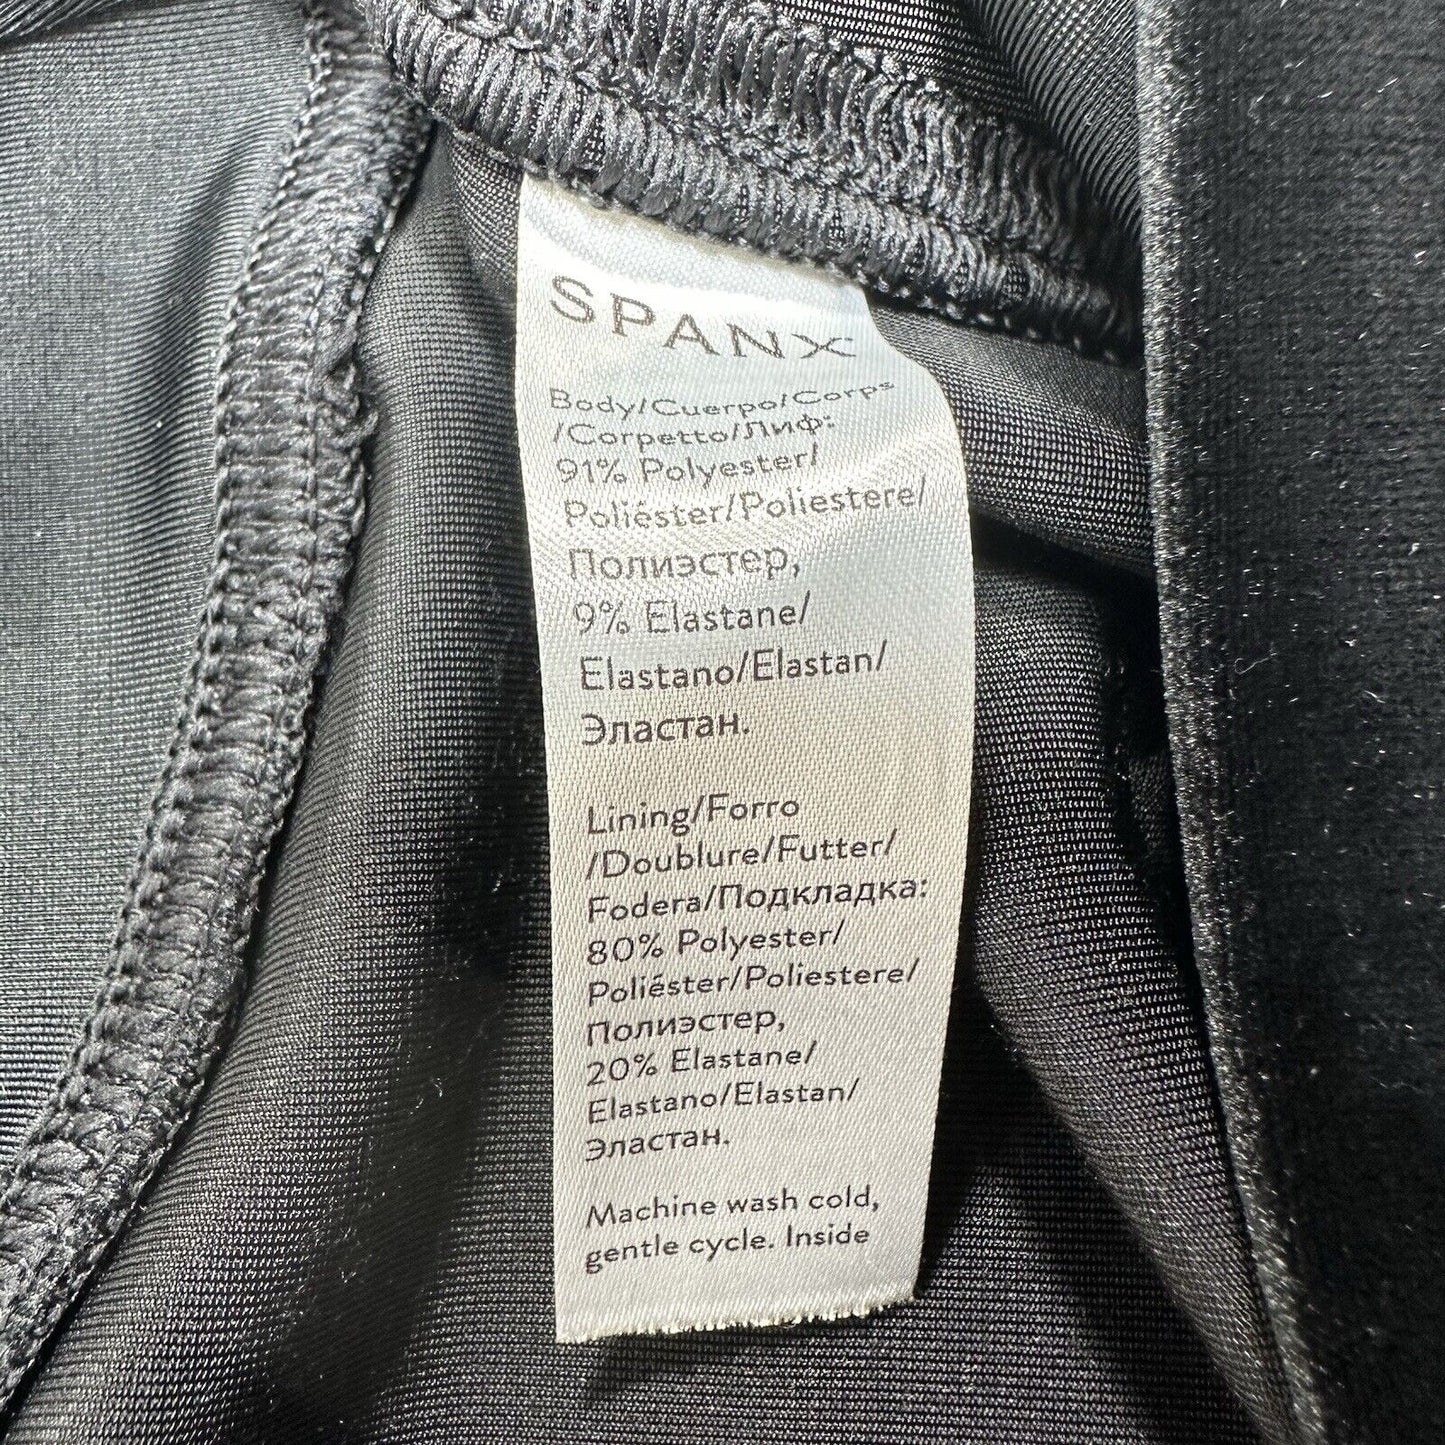 SPANX
Body/Cuerpo/Corps
/Corpetto/Лиф:
91% Polyester/
Poliéster/Poliestere/
Полиэстер,
9% Elastane/
Elastano/Elastan/
Эластан.
Lining/Forro
/Doublure/Futter/
Fodera/Подкладка:
80% Polyester/
Poliéster/Poliestere/
Полиэстер,
20% Elastane/
Elastano/Elastan/
Эластан.
Machine wash cold,
gentle cycle. Inside